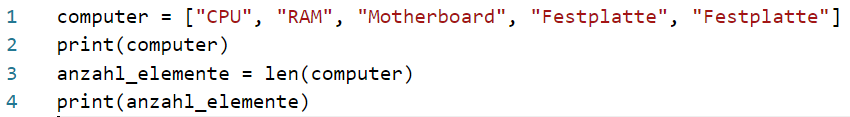 1 computer = ["CPU", "RAM", "Motherboard", "Festplatte", "Festplatte"]
2 print(computer)
3 anzahl_elemente = len(computer)
4 print(anzahl_elemente)